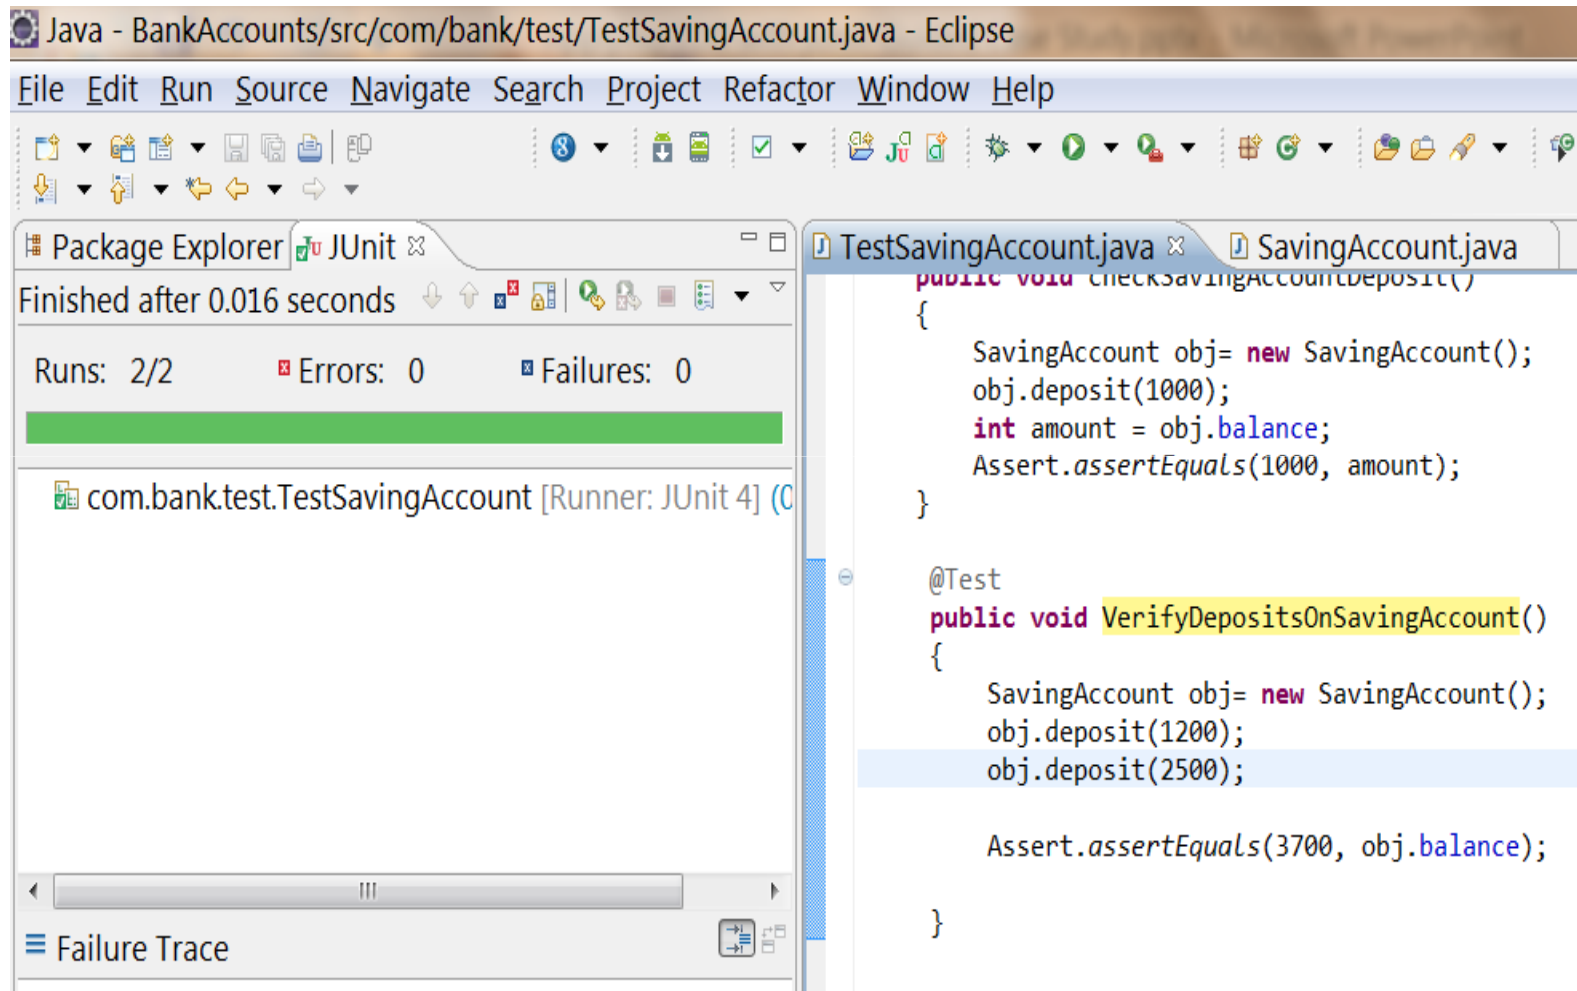 Java - BankAccounts/src/com/bank/test/TestSavingAccount.java - Eclipse
File Edit Run Source Navigate Search Project Refactor Window Help
Package Explorer JUnit
Finished after 0.016 seconds
Runs: 2/2 Errors: 0 Failures: 0
com.bank.test.TestSavingAccount [Runner: JUnit 4] (0
Failure Trace
TestSavingAccount.java SavingAccount.java
public void checkSavingAccountDeposit()
{
SavingAccount obj= new SavingAccount();
obj.deposit(1000);
int amount = obj.balance;
Assert.assertEquals(1000, amount);
}
@Test
public void VerifyDepositsOnSavingAccount()
{
SavingAccount obj= new SavingAccount();
obj.deposit(1200);
obj.deposit(2500);
Assert.assertEquals(3700, obj.balance);
}